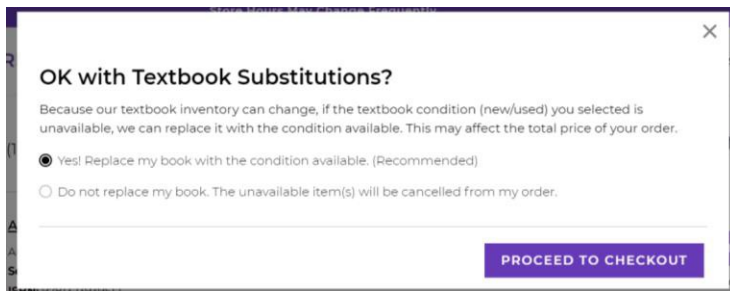 Store Hours May Change Frequently
OK with Textbook Substitutions?
Because our textbook inventory can change, if the textbook condition (new/used) you selected is
unavailable, we can replace it with the condition available. This may affect the total price of your order.
Yes! Replace my book with the condition available. (Recommended)
Do not replace my book. The unavailable item(s) will be cancelled from my order.
PROCEED TO CHECKOUT